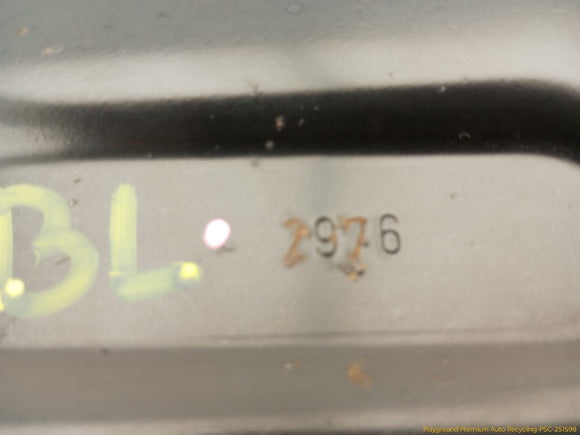 BL. 2976
Playground Premium Auto Recycling-PSC-251598